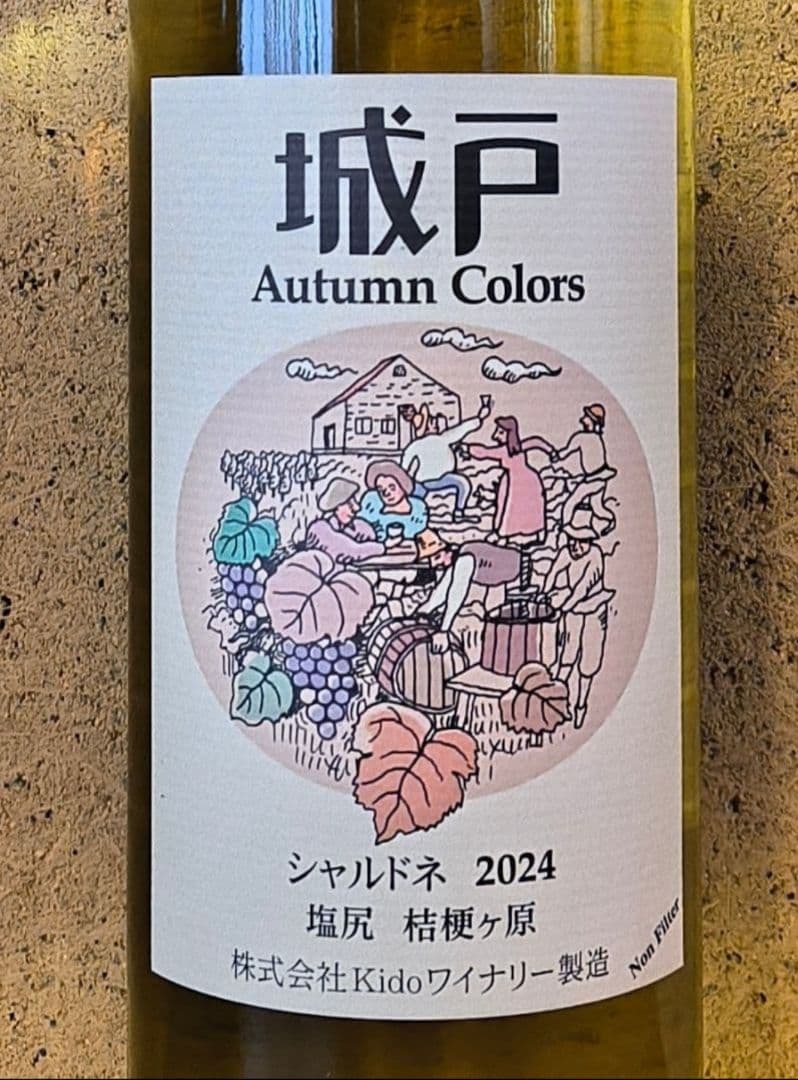 城戸
Autumn Colors
シャルドネ 2024
塩尻 桔梗ヶ原
株式会社Kidoワイナリー製造
Non Filter